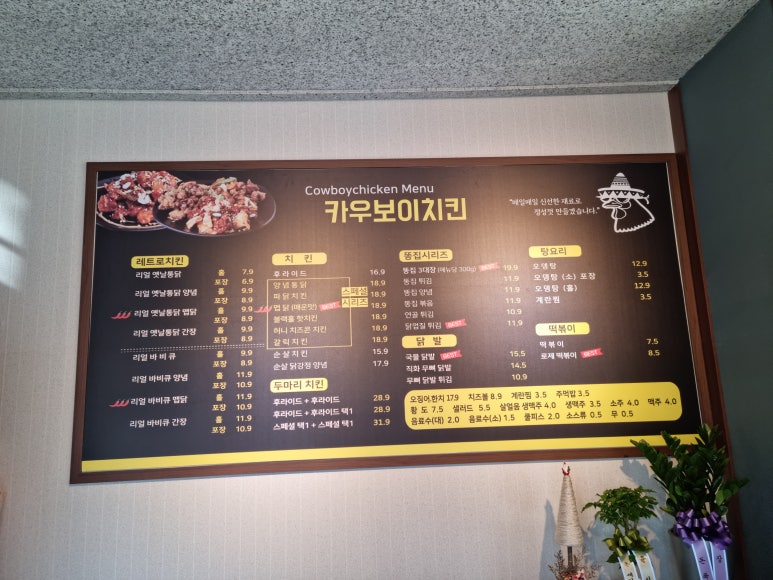 Cowboychicken Menu
카우보이치킨
"매일매일 신선한 재료로
정성껏 만들겠습니다."
레트로치킨
리얼 옛날통닭 홀 7.9
포장 6.9
리얼 옛날통닭 양념 홀 9.9
포장 8.9
리얼 옛날통닭 맵닭 홀 9.9
포장 8.9
리얼 옛날통닭 간장 홀 9.9
포장 8.9
리얼 바 비 큐 홀 9.9
포장 8.9
리얼 바비큐 양념 홀 11.9
포장 10.9
리얼 바비큐 맵닭 홀 11.9
포장 10.9
리얼 바비큐 간장 홀 11.9
포장 10.9
치 킨
후 라 이 드 16.9
양 념 통 닭 18.9
파 닭 치 킨 18.9
맵 닭 (매운맛) BEST 18.9
블랙홀 핫치킨 18.9
허니 치즈콘 치킨 18.9
갈 릭 치 킨 18.9
스페셜
시리즈
순 살 치 킨 15.9
순살 닭강정 양념 17.9
두마리 치킨
후라이드 + 후라이드 28.9
후라이드 + 후라이드 택1 29.9
스페셜 택1 + 스페셜 택1 31.9
똥집시리즈
똥집 3대장 (메뉴당 300g) BEST 19.9
똥집 튀김 11.9
똥집 양념 11.9
똥집 볶음 11.9
연골 튀김 10.9
닭껍질 튀김 BEST 11.9
닭 발
국물 닭발 BEST 15.5
직화 무뼈 닭발 14.5
무뼈 닭발 튀김 10.9
탕요리
오 뎅 탕 12.9
오뎅탕 (소) 포장 3.5
오뎅탕 (홀) 12.9
계 란 찜 3.5
떡볶이
떡 볶 이 7.5
로제 떡볶이 BEST 8.5
오징어,한치 17.9 치즈볼 8.9 계란찜 3.5 주먹밥 3.5
황 도 7.5 샐러드 5.5 살얼음 생맥주 4.0 생맥주 3.5 소주 4.0 맥주 4.0
음료수(대) 2.0 음료수(소) 1.5 쿨피스 2.0 소스류 0.5 무 0.5